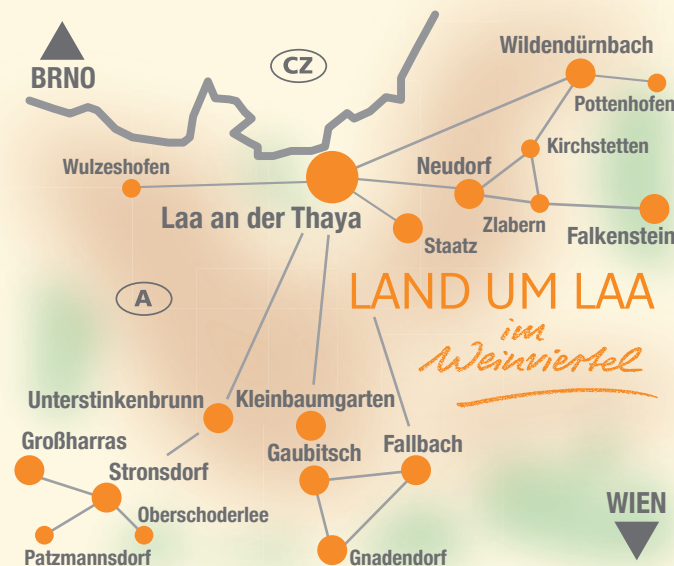 BRNO
CZ
Wildendürnbach
Pottenhofen
Kirchstetten
Wulzeshofen
Neudorf
Laa an der Thaya
Zlabern
Staatz
Falkenstein
A
LAND UM LAA
im
Weinviertel
Unterstinkenbrunn
Kleinbaumgarten
Großharras
Gaubitsch
Fallbach
Stronsdorf
Oberschoderlee
WIEN
Patzmannsdorf
Gnadendorf